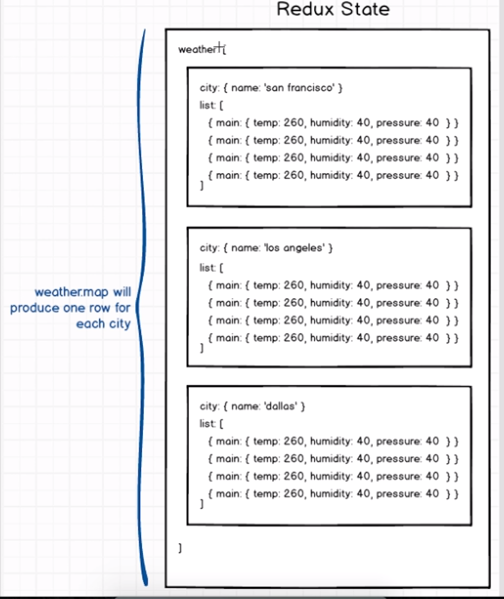 Redux State
weather: [
city: { name: 'san francisco' }
list: [
{ main: { temp: 260, humidity: 40, pressure: 40 } }
{ main: { temp: 260, humidity: 40, pressure: 40 } }
{ main: { temp: 260, humidity: 40, pressure: 40 } }
{ main: { temp: 260, humidity: 40, pressure: 40 } }
]
city: { name: 'los angeles' }
list: [
{ main: { temp: 260, humidity: 40, pressure: 40 } }
{ main: { temp: 260, humidity: 40, pressure: 40 } }
{ main: { temp: 260, humidity: 40, pressure: 40 } }
{ main: { temp: 260, humidity: 40, pressure: 40 } }
]
weather.map will
produce one row for
each city
city: { name: 'dallas' }
list: [
{ main: { temp: 260, humidity: 40, pressure: 40 } }
{ main: { temp: 260, humidity: 40, pressure: 40 } }
{ main: { temp: 260, humidity: 40, pressure: 40 } }
{ main: { temp: 260, humidity: 40, pressure: 40 } }
]
]